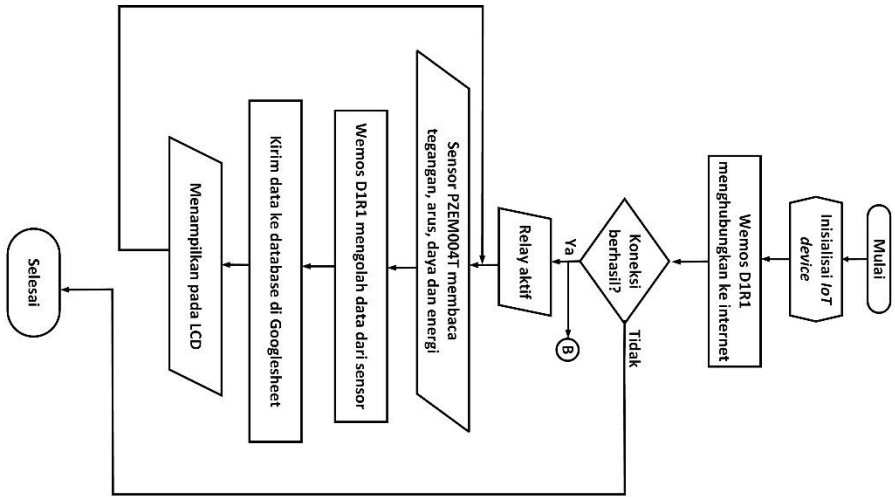 Mulai
Inisialisai IoT
device
Wemos D1R1
menghubungkan ke internet
Koneksi
berhasil?
Tidak
Ya
B
Relay aktif
Sensor PZEM004T membaca
tegangan, arus, daya dan energi
Wemos D1R1 mengolah data dari sensor
Kirim data ke database di Googlesheet
Menampilkan pada LCD
Selesai